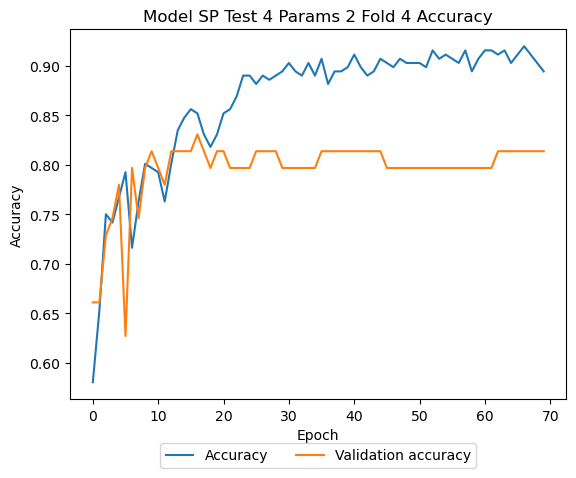 Model SP Test 4 Params 2 Fold 4 Accuracy
Accuracy
0.90
0.85
0.80
0.75
0.70
0.65
0.60
0 10 20 30 40 50 60 70
Epoch
Accuracy Validation accuracy